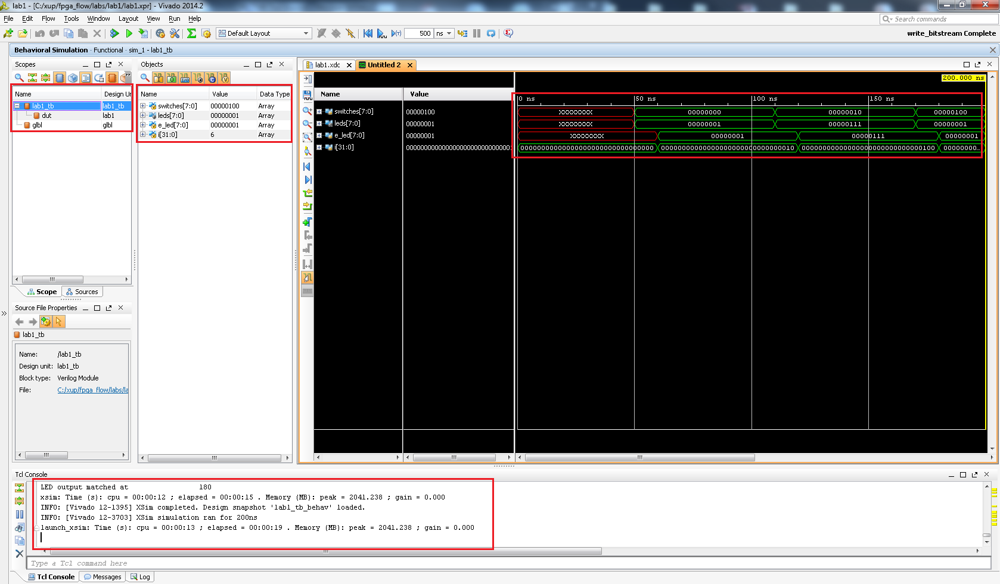 lab1 - [C:/xup/fpga_flow/labs/lab1/lab1.xpr] - Vivado 2014.2
File Edit Flow Tools Window Layout View Run Help
Search commands
Default Layout
500 ns
write_bitstream Complete
Behavioral Simulation - Functional - sim_1 - lab1_tb
Scopes
Name Design Ur
lab1_tb lab1_tb
dut lab1
glbl glbl
Scope Sources
Source File Properties
lab1_tb
Name: /lab1_tb
Design unit: lab1_tb
Block type: Verilog Module
File: C:/xup/fpga_flow/labs/la
Objects
Name Value Data Type
switches[7:0] 00000100 Array
leds[7:0] 00000001 Array
e_led[7:0] 00000001 Array
i[31:0] 6 Array
lab1.xdc Untitled 2
200.000 ns
Name Value
0 ns 50 ns 100 ns 150 ns
switches[7:0] 00000100 XXXXXXXX 00000000 00000010 00000100
leds[7:0] 00000001 XXXXXXXX 00000001 00000111 00000001
e_led[7:0] 00000001 XXXXXXXX 00000001 00000111 00000001
i[31:0]
Tcl Console
LED output matched at 180
xsim: Time (s): cpu = 00:00:12 ; elapsed = 00:00:15 . Memory (MB): peak = 2041.238 ; gain = 0.000
INFO: [Vivado 12-1395] XSim completed. Design snapshot 'lab1_tb_behav' loaded.
INFO: [Vivado 12-3703] XSim simulation ran for 200ns
launch_xsim: Time (s): cpu = 00:00:13 ; elapsed = 00:00:19 . Memory (MB): peak = 2041.238 ; gain = 0.000
Type a Tcl command here
Tcl Console Messages Log